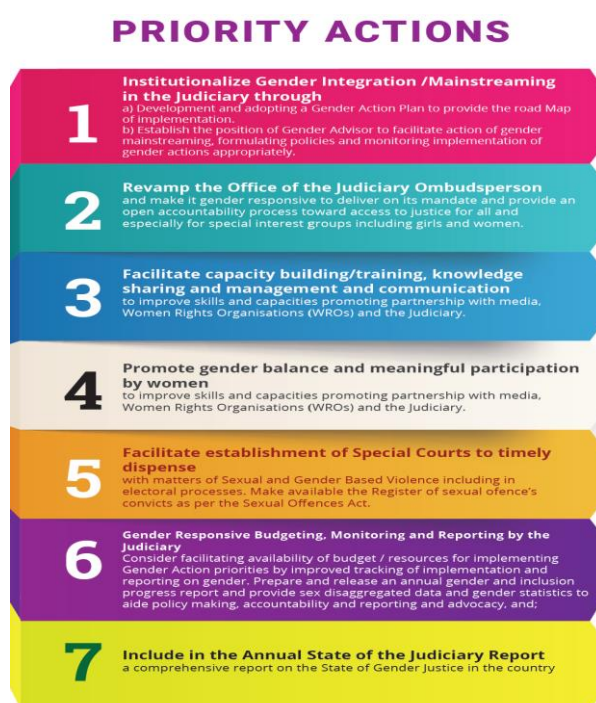 PRIORITY ACTIONS
1
Institutionalize Gender Integration /Mainstreaming
in the Judiciary through
a) Development and adopting a Gender Action Plan to provide the road Map
of implementation.
b) Establish the position of Gender Advisor to facilitate action of gender
mainstreaming, formulating policies and monitoring implementation of
gender actions appropriately.
2
Revamp the Office of the Judiciary Ombudsperson
and make it gender responsive to deliver on its mandate and provide an
open accountability process toward access to justice for all and
especially for special interest groups including girls and women.
3
Facilitate capacity building/training, knowledge
sharing and management and communication
to improve skills and capacities promoting partnership with media,
Women Rights Organisations (WROs) and the Judiciary.
4
Promote gender balance and meaningful participation
by women
to improve skills and capacities promoting partnership with media,
Women Rights Organisations (WROs) and the Judiciary.
5
Facilitate establishment of Special Courts to timely
dispense
with matters of Sexual and Gender Based Violence including in
electoral processes. Make available the Register of sexual ofence's
convicts as per the Sexual Offences Act.
6
Gender Responsive Budgeting, Monitoring and Reporting by the
Judiciary
Consider facilitating availability of budget / resources for implementing
Gender Action priorities by improved tracking of implementation and
reporting on gender. Prepare and release an annual gender and inclusion
progress report and provide sex disaggregated data and gender statistics to
aide policy making, accountability and reporting and advocacy, and;
7
Include in the Annual State of the Judiciary Report
a comprehensive report on the State of Gender Justice in the country